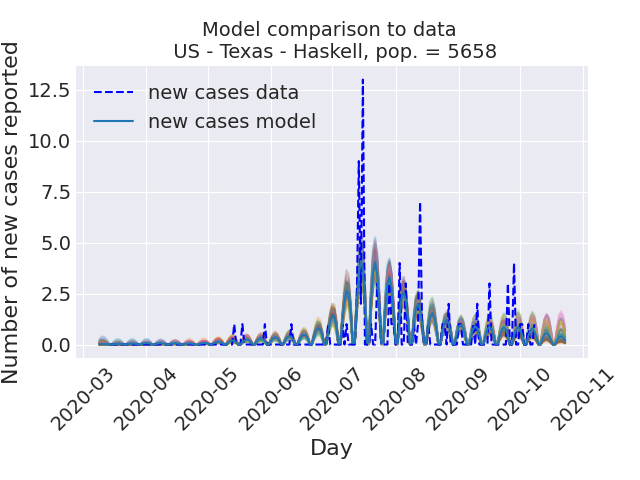 Model comparison to data
US - Texas - Haskell, pop. = 5658
Number of new cases reported
12.5
10.0
7.5
5.0
2.5
0.0
new cases data
new cases model
2020-03
2020-04
2020-05
2020-06
2020-07
2020-08
2020-09
2020-10
2020-11
Day